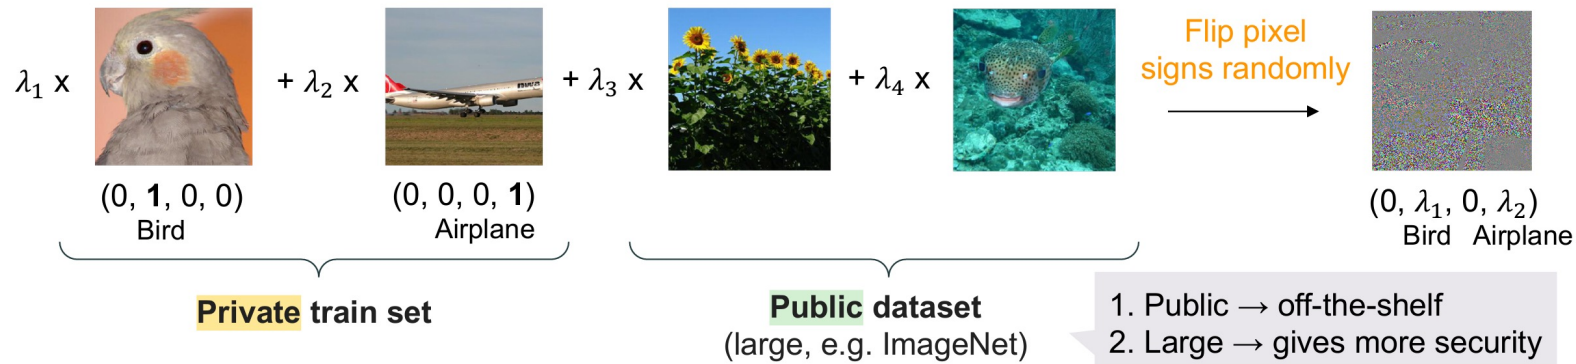 λ₁ x + λ₂ x + λ₃ x + λ₄ x
Flip pixel
signs randomly
(0, 1, 0, 0)
Bird
(0, 0, 0, 1)
Airplane
(0, λ₁, 0, λ₂)
Bird Airplane
Private train set
Public dataset
(large, e.g. ImageNet)
1. Public → off-the-shelf
2. Large → gives more security